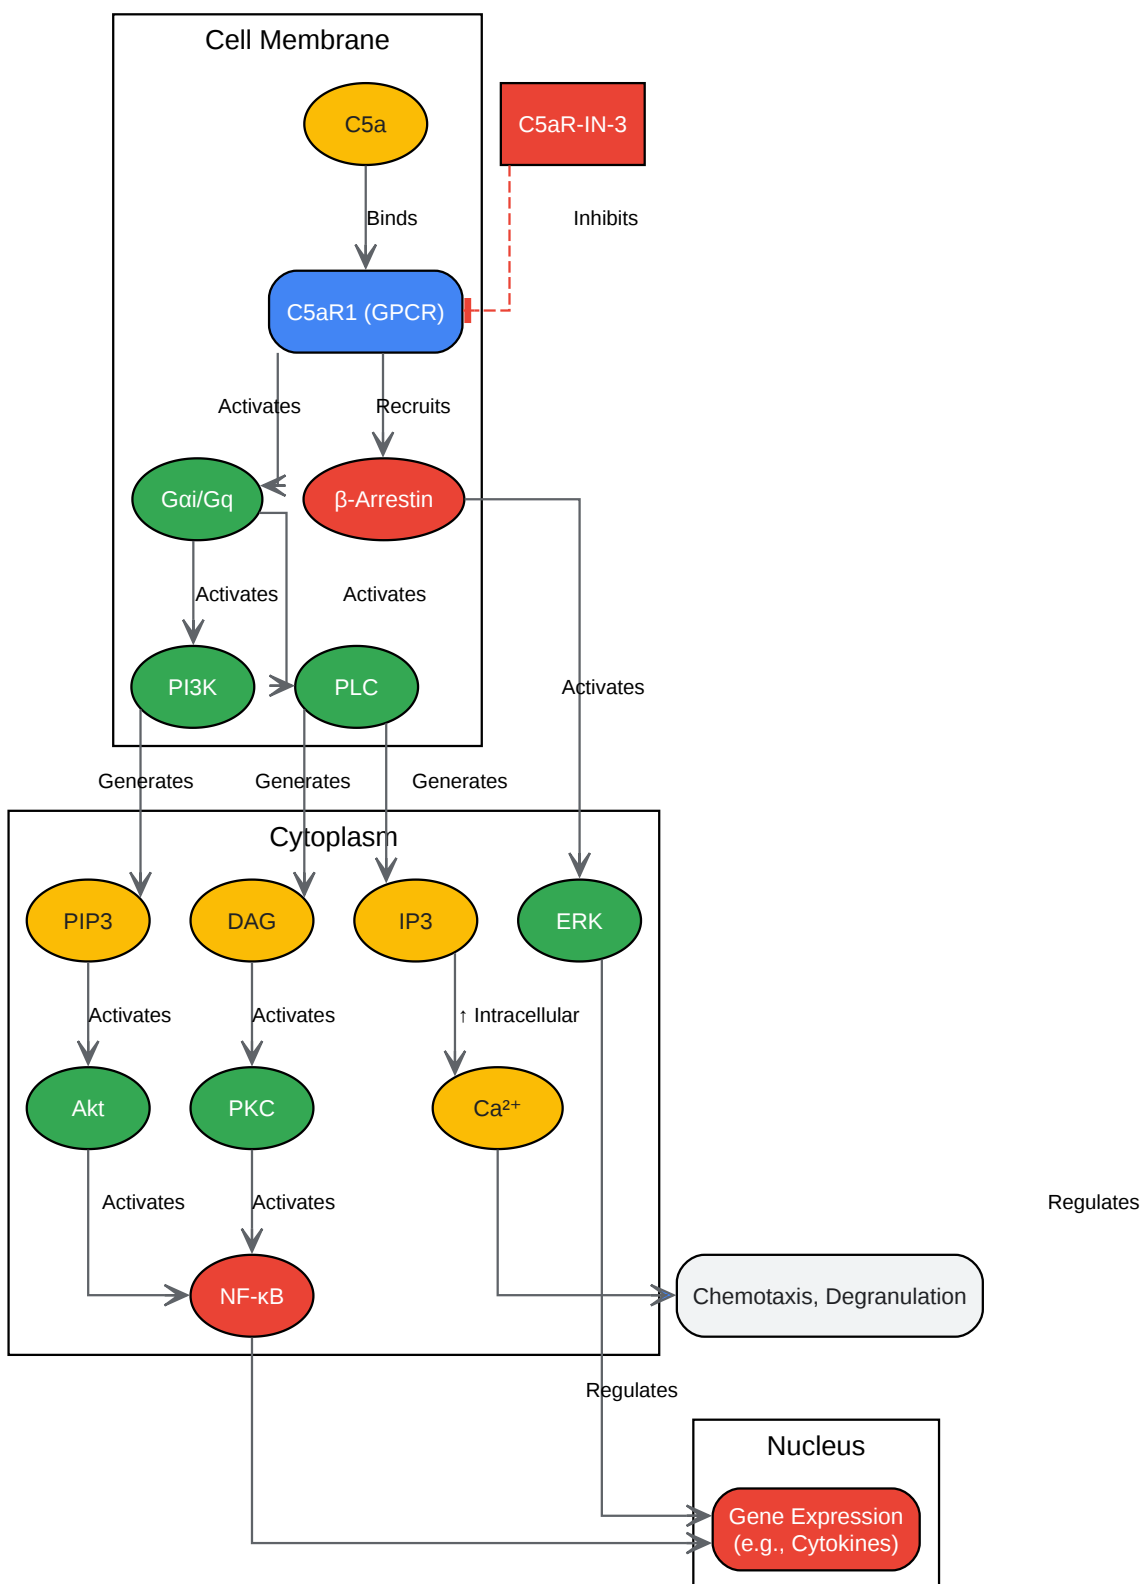 Cell Membrane
C5a
C5aR-IN-3
Binds
Inhibits
C5aR1 (GPCR)
Activates
Recruits
Gαi/Gq
β-Arrestin
Activates
Activates
PI3K
PLC
Activates
Generates
Generates
Generates
Cytoplasm
PIP3
DAG
IP3
ERK
Activates
Activates
↑ Intracellular
Akt
PKC
Ca²⁺
Activates
Activates
Regulates
NF-κB
Chemotaxis, Degranulation
Regulates
Nucleus
Gene Expression
(e.g., Cytokines)